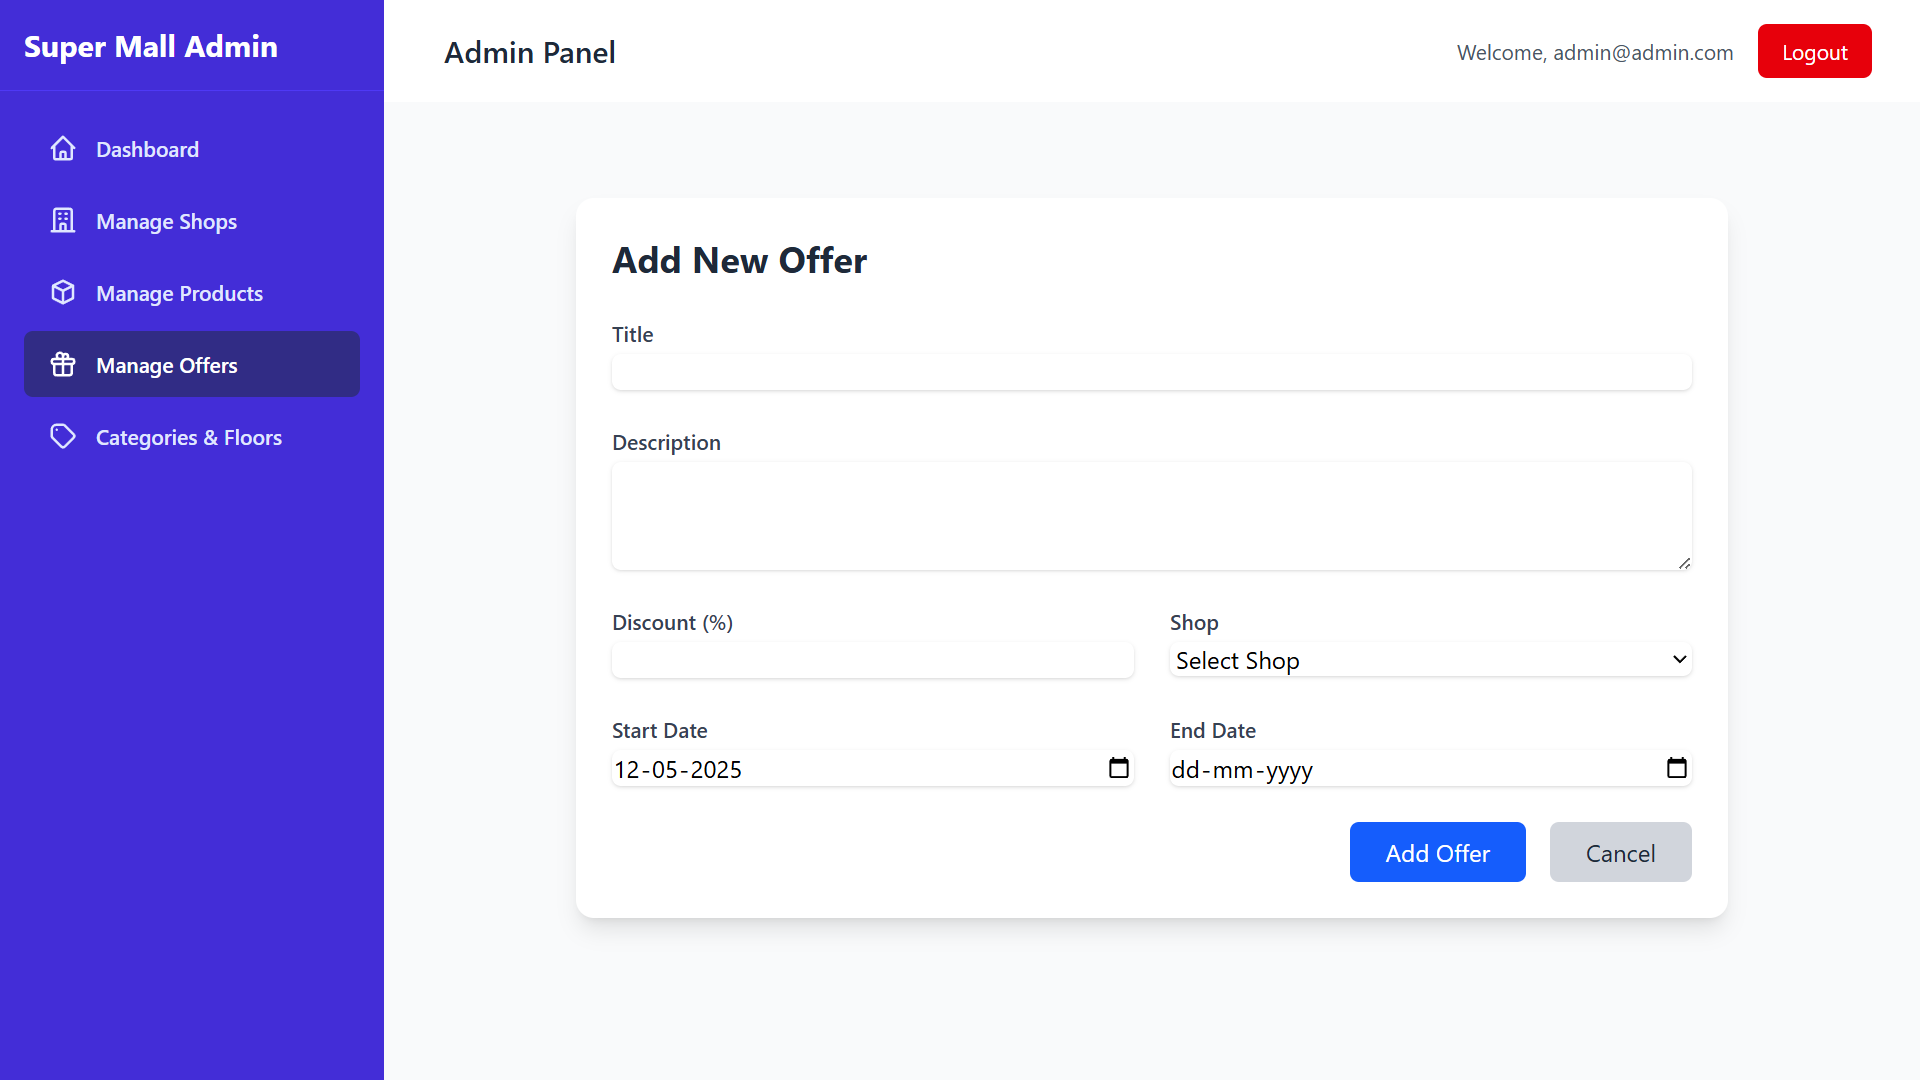 Super Mall Admin
Dashboard
Manage Shops
Manage Products
Manage Offers
Categories & Floors
Admin Panel
Welcome, admin@admin.com
Logout
Add New Offer
Title
Description
Discount (%)
Shop
Select Shop
Start Date
End Date
12-05-2025
dd-mm-yyyy
Add Offer
Cancel